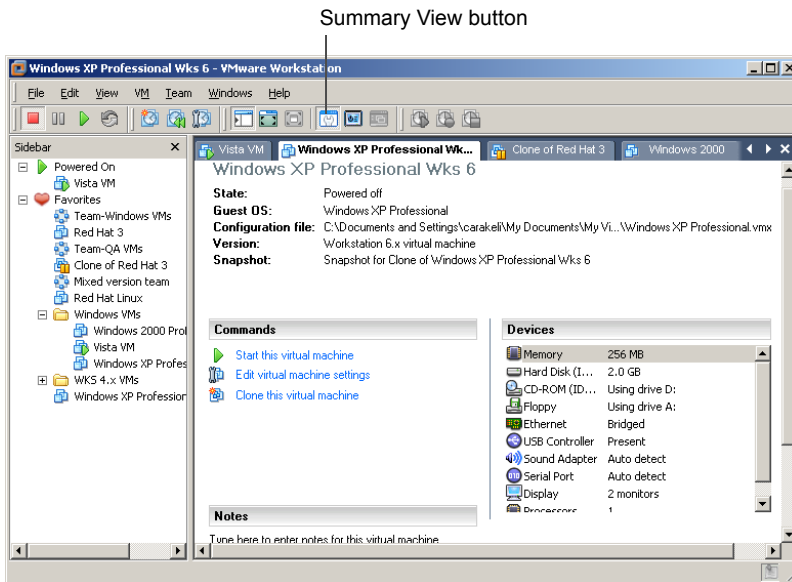 Summary View button
Windows XP Professional Wks 6 - VMware Workstation
File Edit View VM Team Windows Help
Sidebar
Powered On
Vista VM
Favorites
Team-Windows VMs
Red Hat 3
Team-QA VMs
Clone of Red Hat 3
Mixed version team
Red Hat Linux
Windows VMs
Windows 2000 Prof
Vista VM
Windows XP Profes
WKS 4.x VMs
Windows XP Profession
Vista VM Windows XP Professional Wk... Clone of Red Hat 3 Windows 2000
Windows XP Professional Wks 6
State: Powered off
Guest OS: Windows XP Professional
Configuration file: C:\Documents and Settings\carakeli\My Documents\My Vi...\Windows XP Professional.vmx
Version: Workstation 6.x virtual machine
Snapshot: Snapshot for Clone of Windows XP Professional Wks 6
Commands
Start this virtual machine
Edit virtual machine settings
Clone this virtual machine
Devices
Memory 256 MB
Hard Disk (I... 2.0 GB
CD-ROM (ID... Using drive D:
Floppy Using drive A:
Ethernet Bridged
USB Controller Present
Sound Adapter Auto detect
Serial Port Auto detect
Display 2 monitors
Processors 1
Notes
Type here to enter notes for this virtual machine